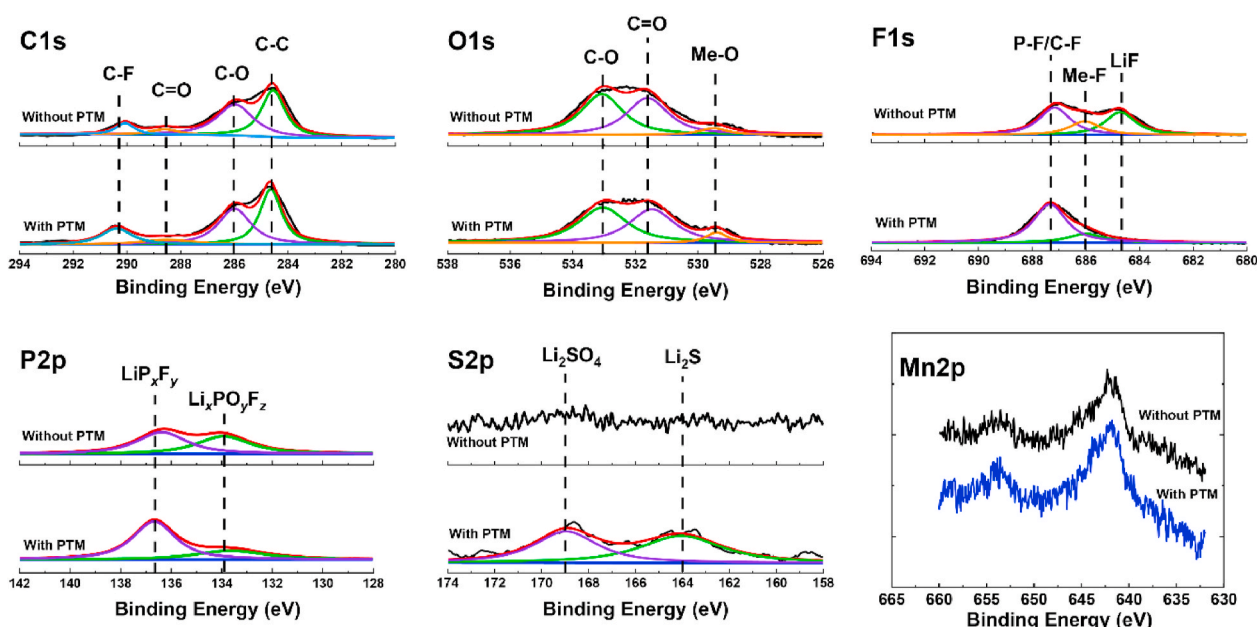 C1s
C-F
C=O
C-O
C-C
Without PTM
With PTM
294 292 290 288 286 284 282 280
Binding Energy (eV)
O1s
C-O
C=O
Me-O
Without PTM
With PTM
538 536 534 532 530 528 526
Binding Energy (eV)
F1s
P-F/C-F
Me-F
LiF
Without PTM
With PTM
694 692 690 688 686 684 682 680
Binding Energy (eV)
P2p
LiPₓFᵧ
LiₓPOᵧF_z
Without PTM
With PTM
142 140 138 136 134 132 130 128
Binding Energy (eV)
S2p
Li₂SO₄
Li₂S
Without PTM
With PTM
174 172 170 168 166 164 162 160 158
Binding Energy (eV)
Mn2p
Without PTM
With PTM
665 660 655 650 645 640 635 630
Binding Energy (eV)